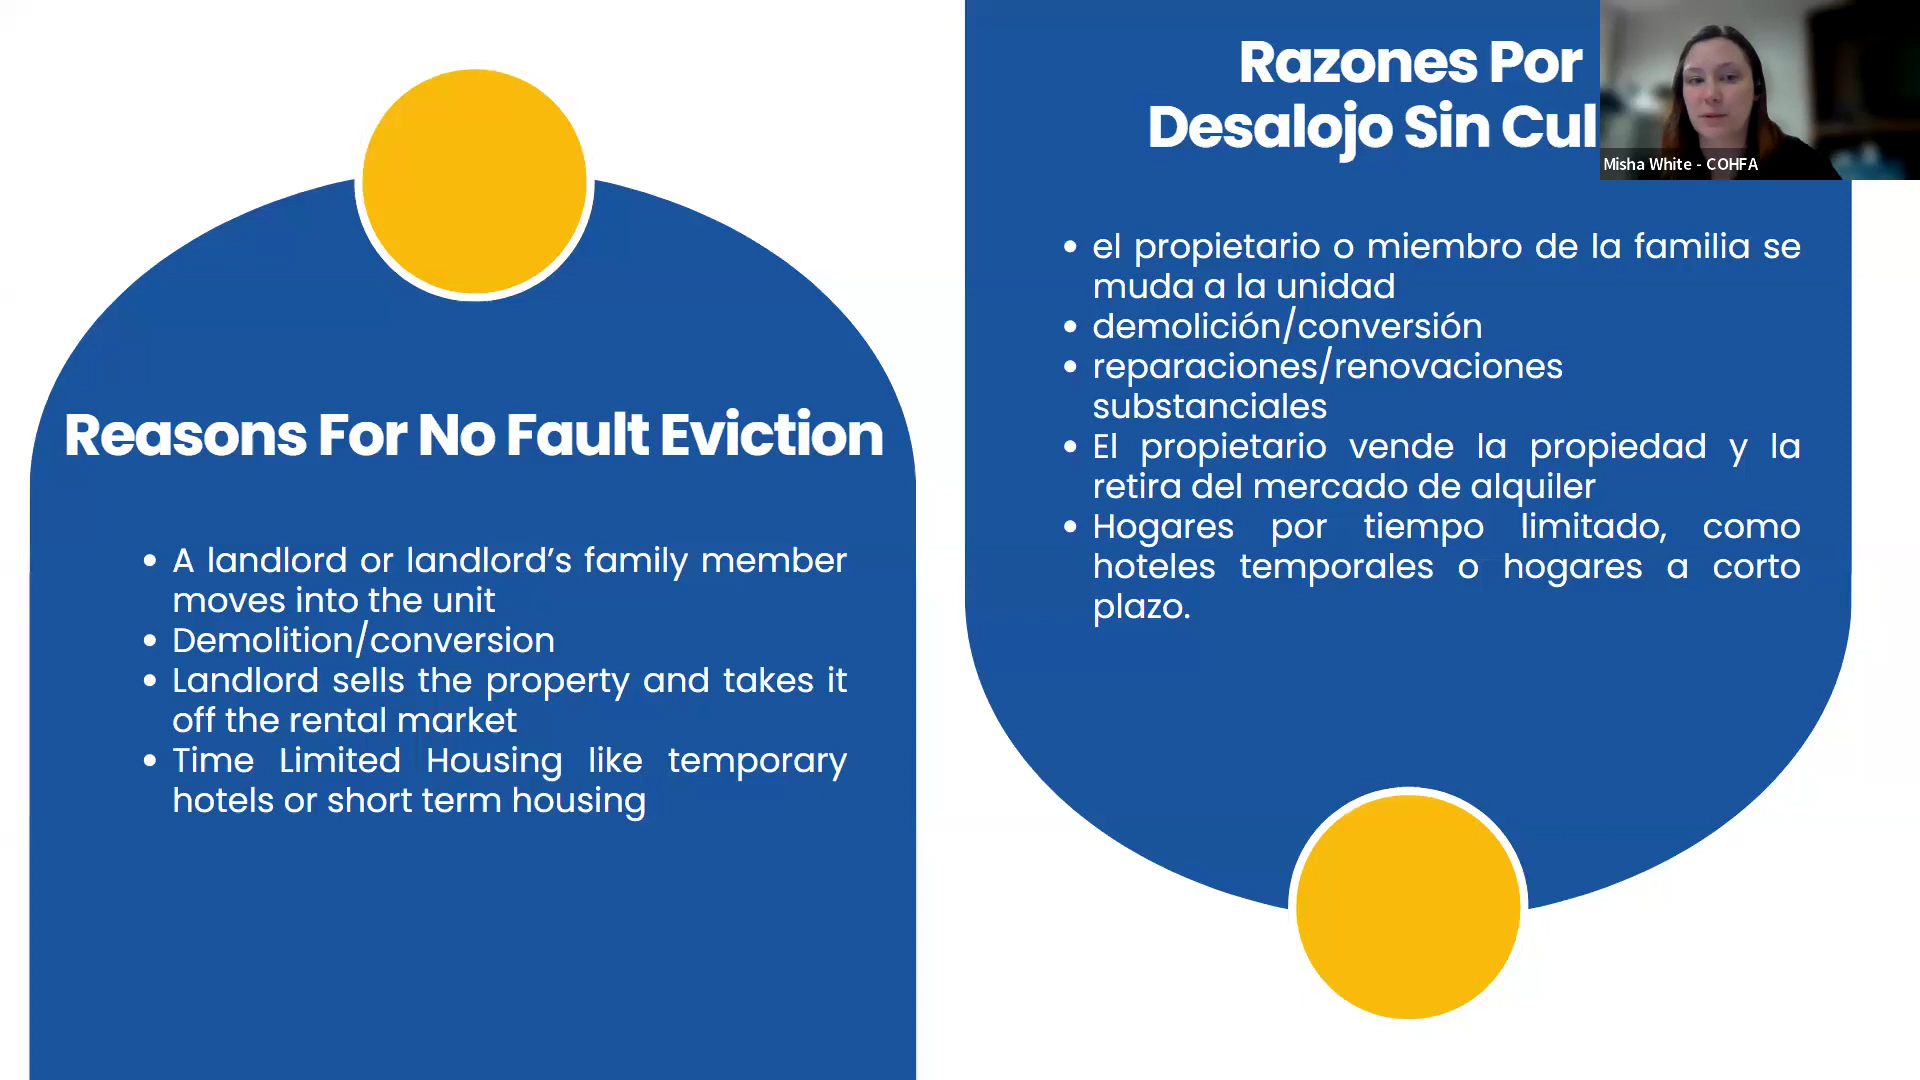 Reasons For No Fault Eviction
• A landlord or landlord’s family member
moves into the unit
• Demolition/conversion
• Landlord sells the property and takes it
off the rental market
• Time Limited Housing like temporary
hotels or short term housing
Razones Por
Desalojo Sin
• el propietario o miembro de la familia se
muda a la unidad
• demolición/conversión
• reparaciones/renovaciones
substanciales
• El propietario vende la propiedad y la
retira del mercado de alquiler
• Hogares por tiempo limitado, como
hoteles temporales o hogares a corto
plazo.
Misha White - COHFA